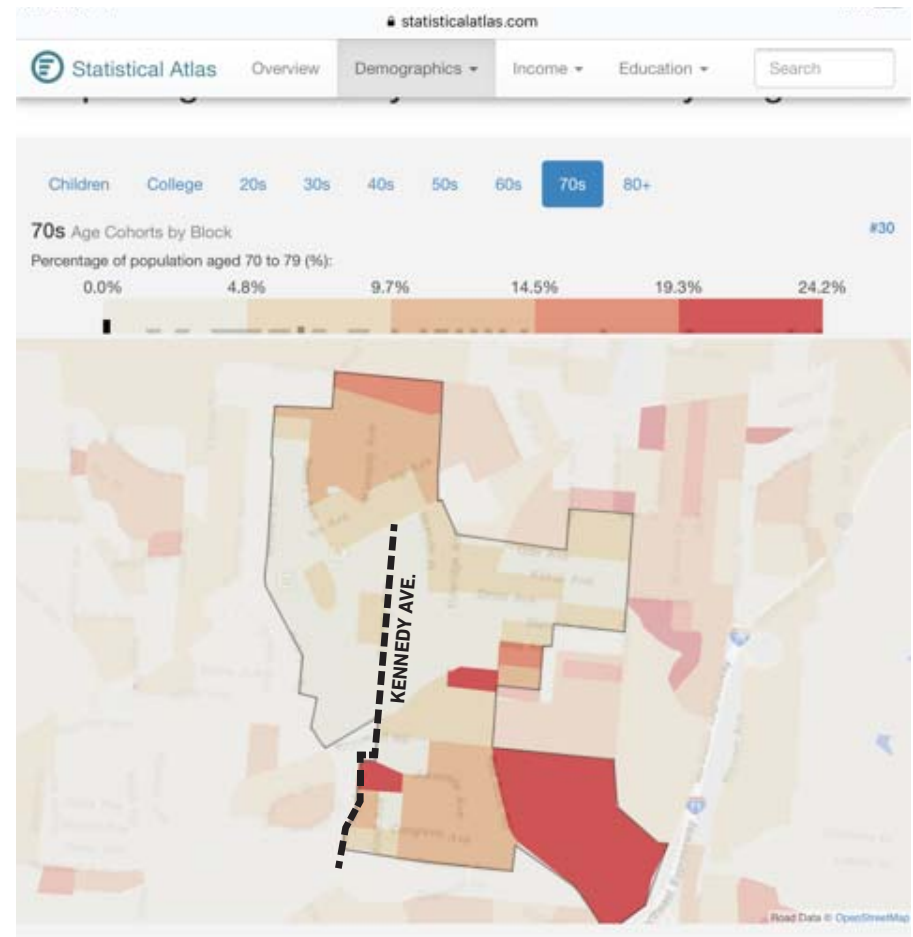 statisticalatlas.com
Statistical Atlas Overview Demographics Income Education Search
Children College 20s 30s 40s 50s 60s 70s 80+
70s Age Cohorts by Block #30
Percentage of population aged 70 to 79 (%):
0.0% 4.8% 9.7% 14.5% 19.3% 24.2%
KENNEDY AVE.
Road Data © OpenStreetMap